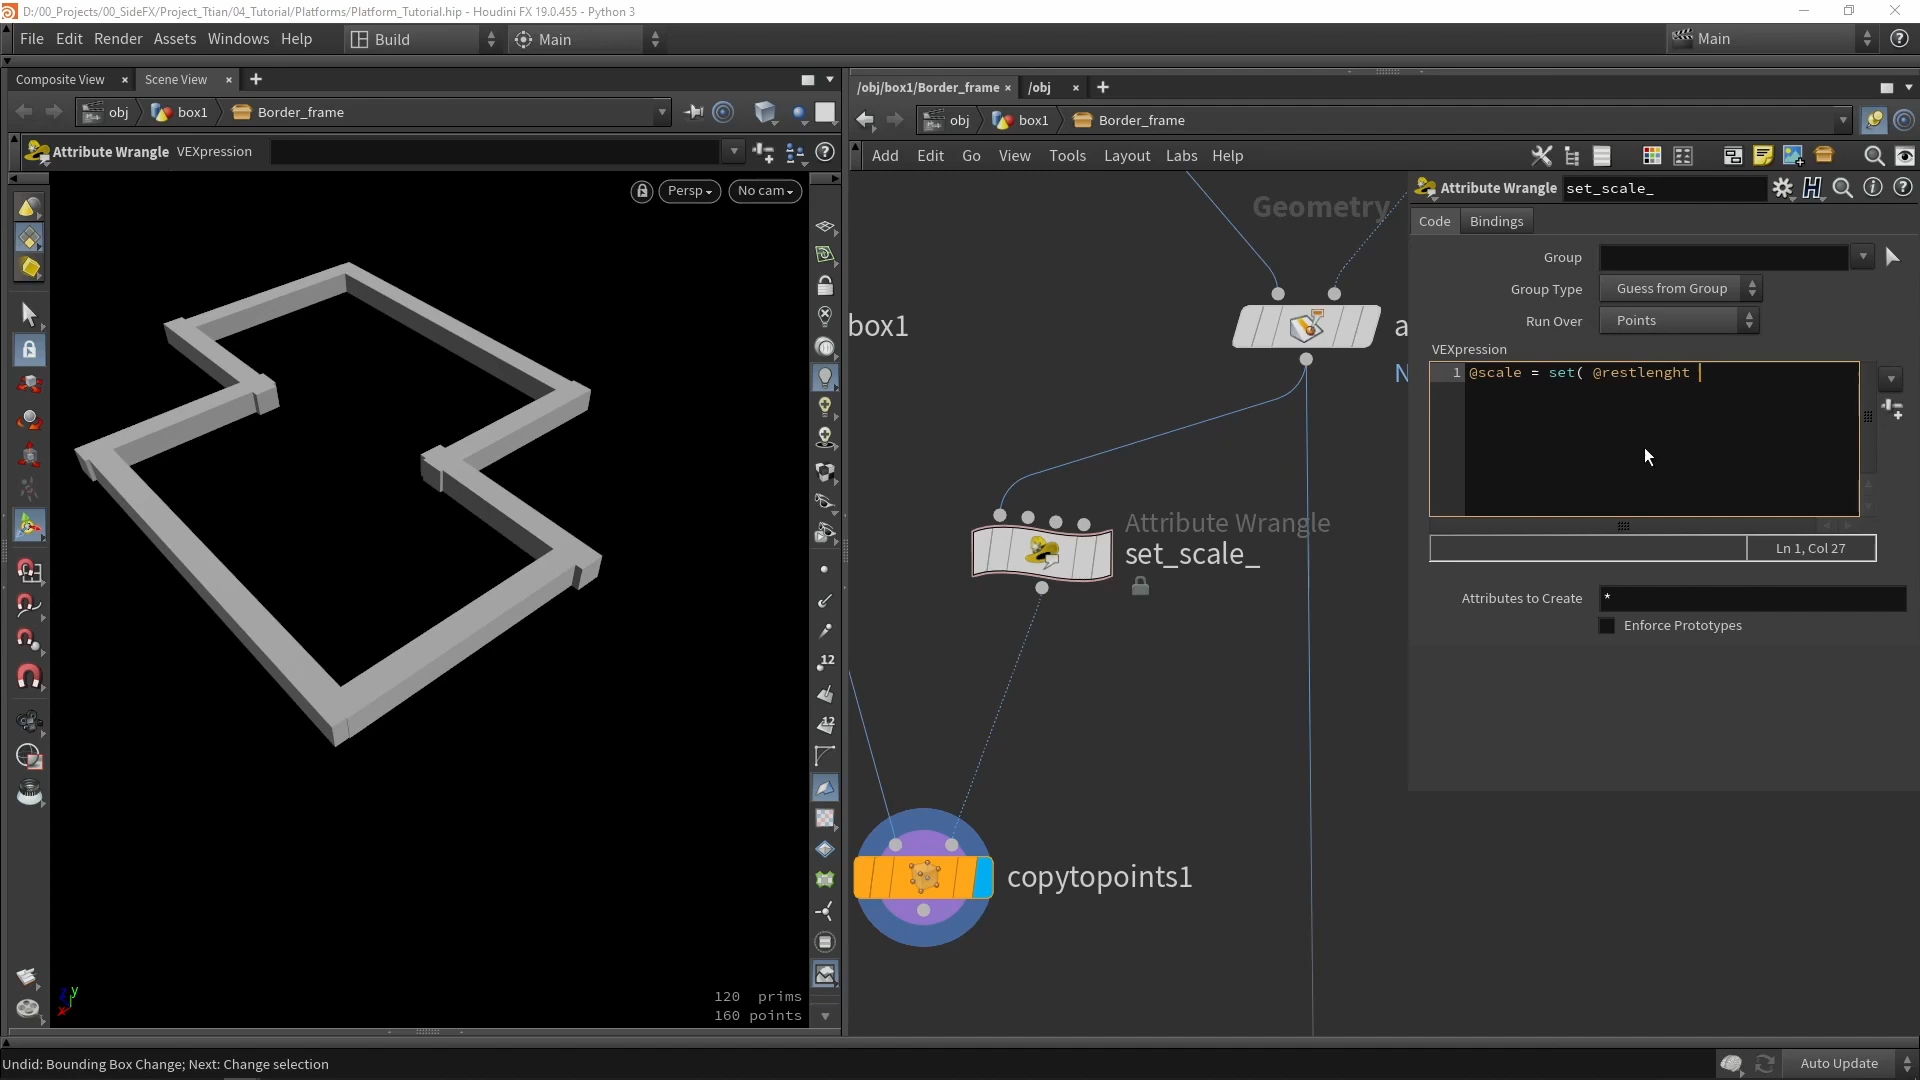 D:/00_Projects/00_SideFX/Project_Ttian/04_Tutorial/Platforms/Platform_Tutorial.hip - Houdini FX 19.0.455 - Python 3
File Edit Render Assets Windows Help Build Main Main
Composite View Scene View
obj box1 Border_frame
Attribute Wrangle VEXpression
Persp No cam
12
12
120 prims
160 points
y
z
x
/obj/box1/Border_frame /obj
obj box1 Border_frame
Add Edit Go View Tools Layout Labs Help
Geometry
box1
a
N
Attribute Wrangle
set_scale_
copytopoints1
Attribute Wrangle set_scale_
Code Bindings
Group
Group Type Guess from Group
Run Over Points
VEXpression
1 @scale = set( @restlenght
Ln 1, Col 27
Attributes to Create *
Enforce Prototypes
Undid: Bounding Box Change; Next: Change selection
Auto Update